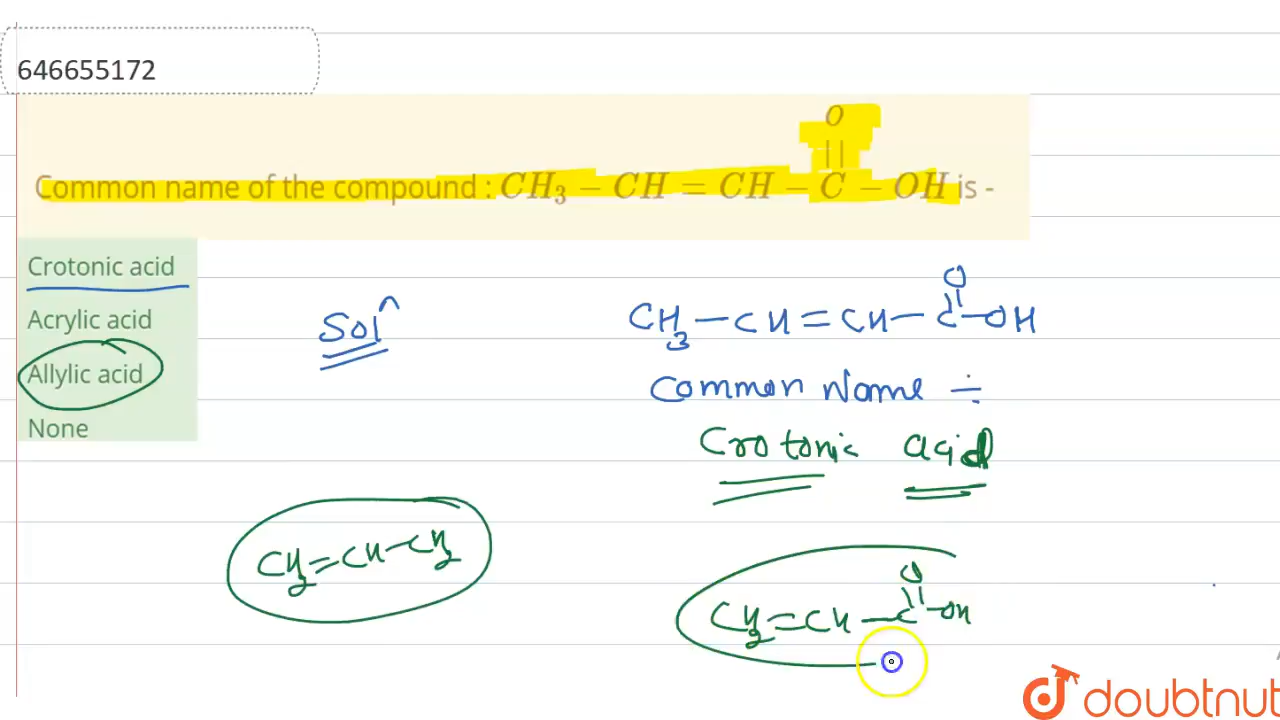 646655172
O
||
Common name of the compound : CH₃ − CH = CH − C − OH is -
Crotonic acid
Acrylic acid
Allylic acid
None
Solⁿ
O
CH₃ — CH = CH — C — OH
Common Name ÷
Crotonic acid
CH₂ = CH — CH₂
O
CH₂ = CH — C — OH
doubtnut